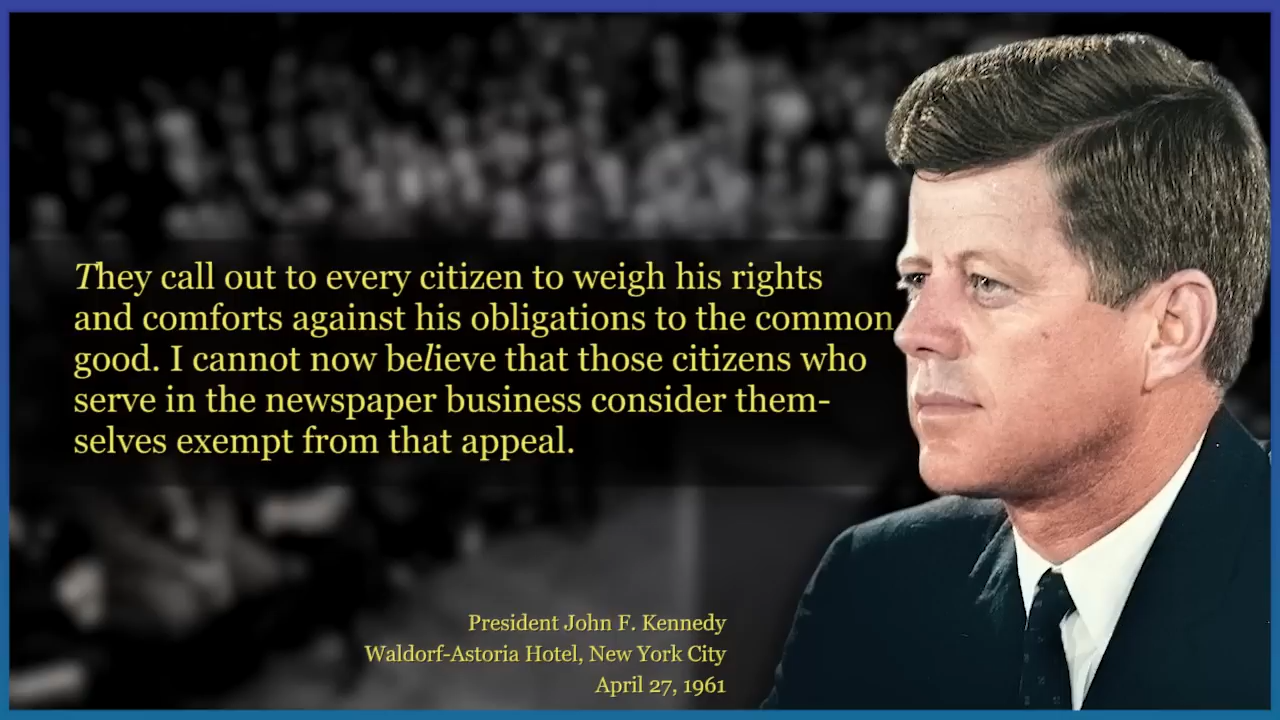 They call out to every citizen to weigh his rights
and comforts against his obligations to the common
good. I cannot now believe that those citizens who
serve in the newspaper business consider them-
selves exempt from that appeal.
President John F. Kennedy
Waldorf-Astoria Hotel, New York City
April 27, 1961